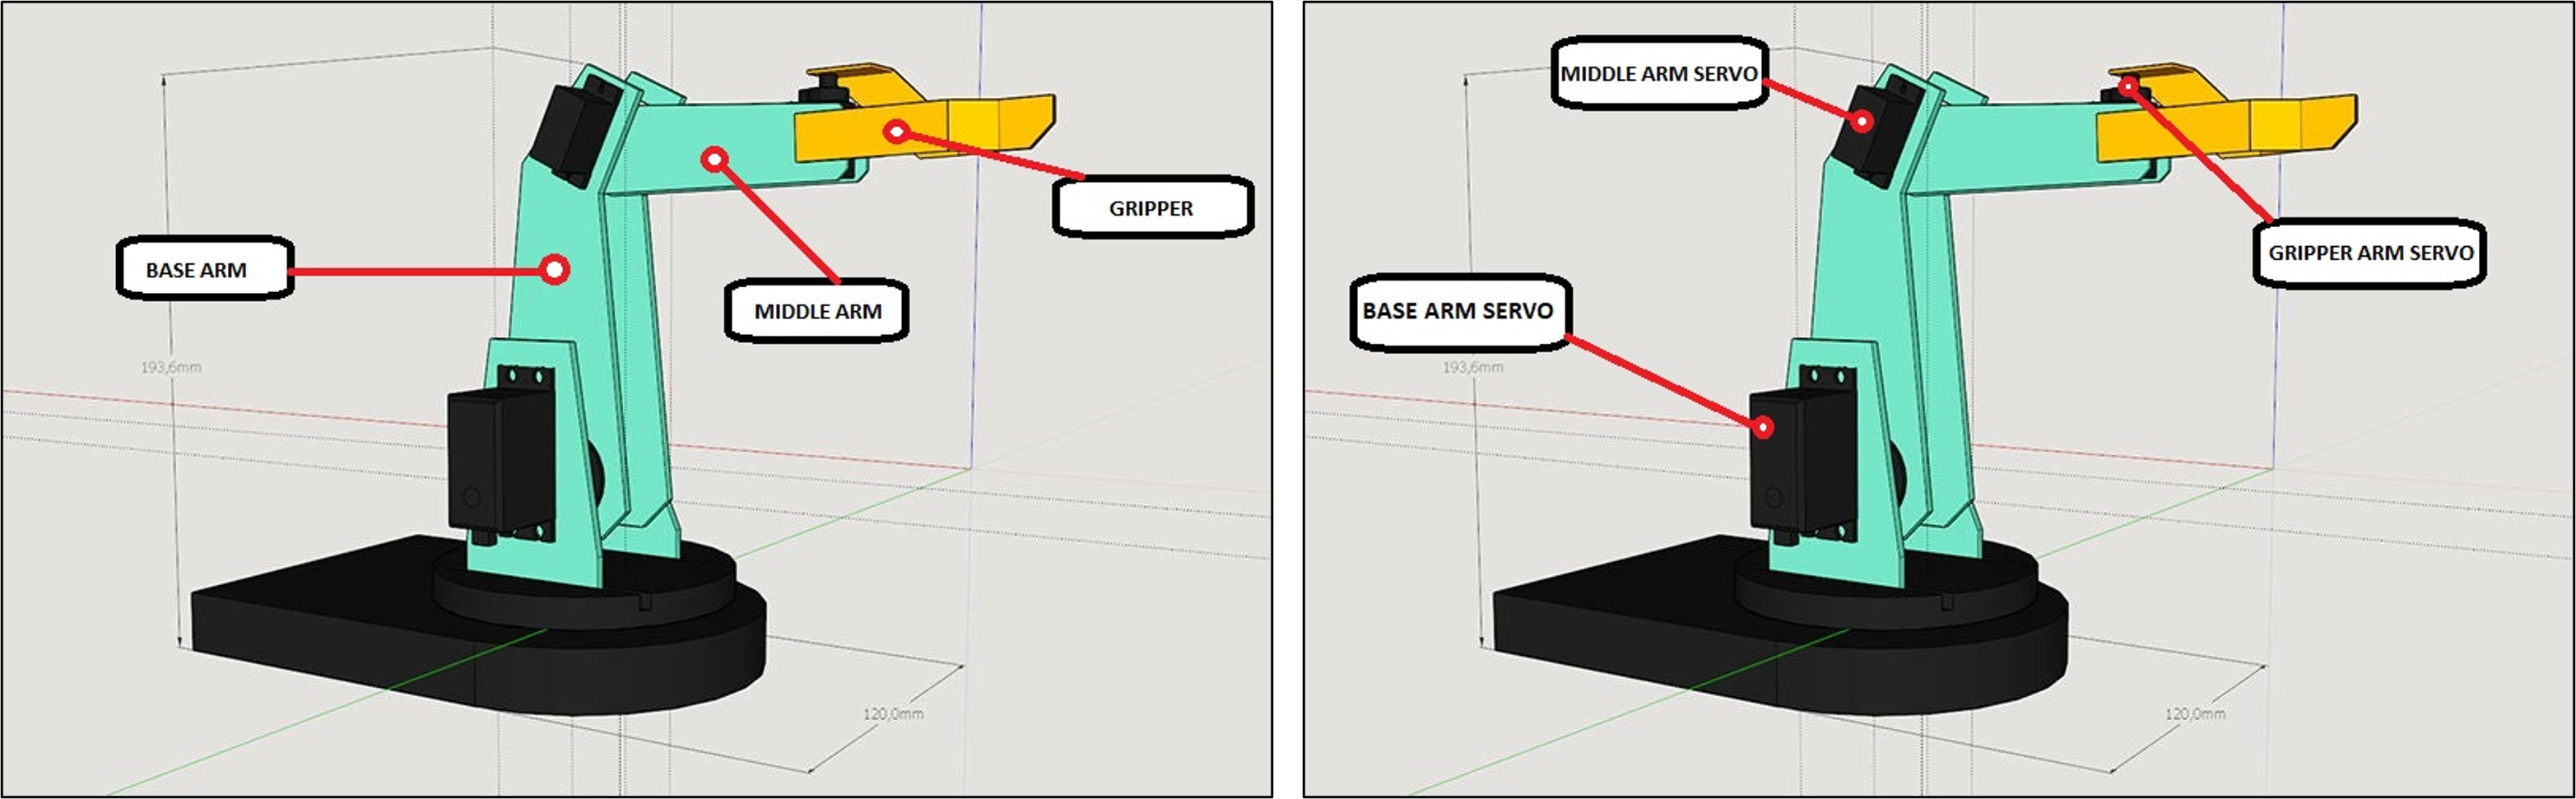 BASE ARM
193,6mm
GRIPPER
MIDDLE ARM
120,0mm
MIDDLE ARM SERVO
BASE ARM SERVO
193,6mm
GRIPPER ARM SERVO
120,0mm